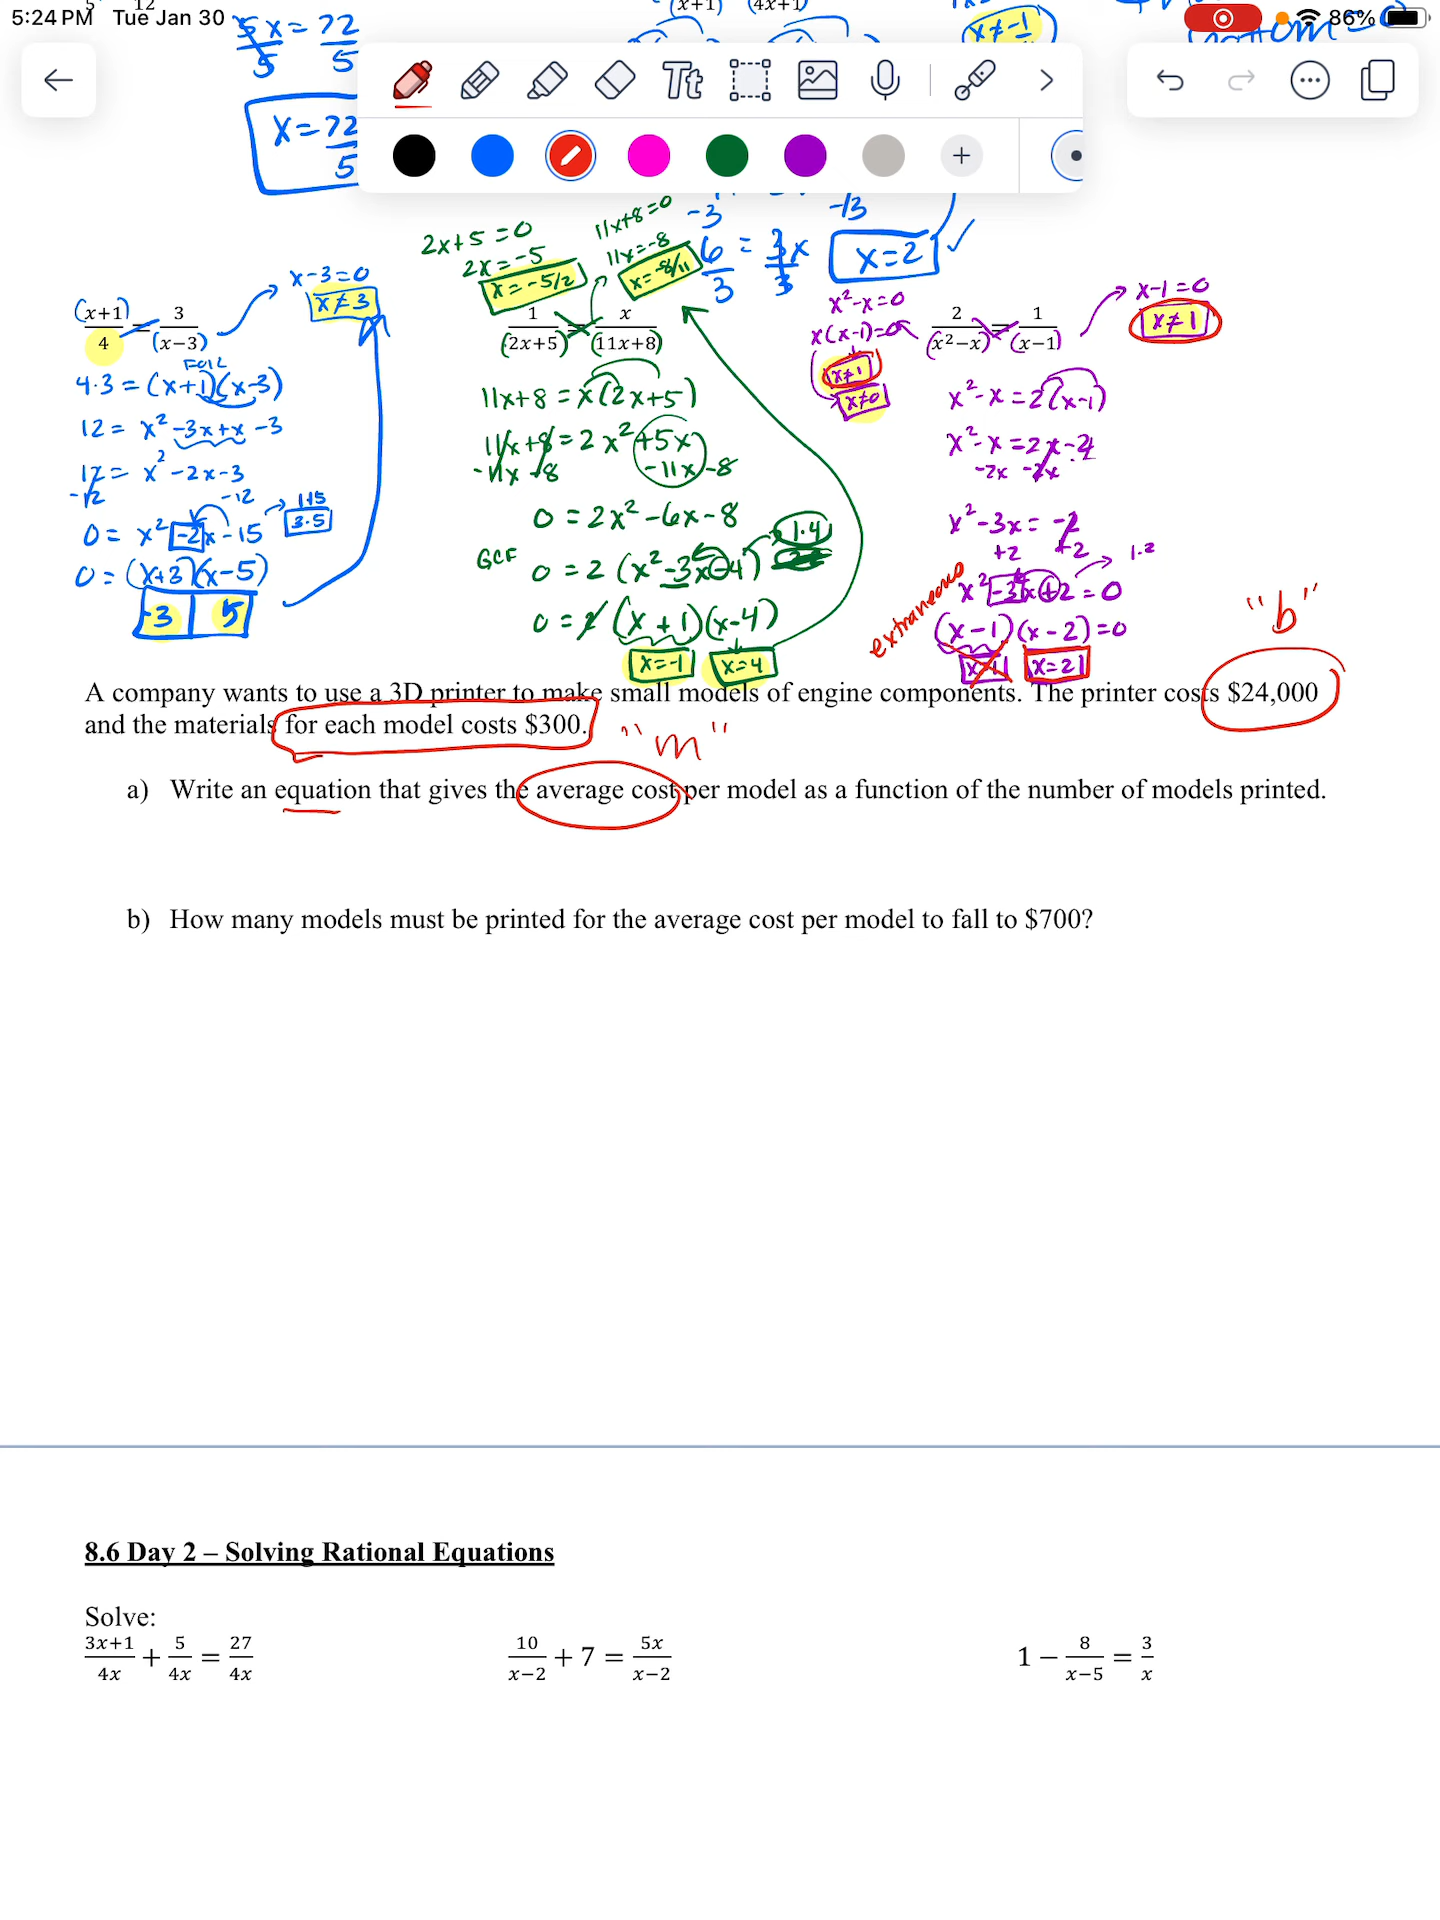 5:24 PM Tue Jan 30
86%
5x = 72
5 5
x = 72
5
Tt
(x+1)/4 = 3/(x−3)
x-3=0
x≠3
FOIL
4·3 = (x+1)(x-3)
12 = x² -3x+x -3
12 = x² -2x-3
-12 -12
0 = x² -2x -15
1·15
3·5
0 = (x+3)(x-5)
-3 5
2x+5=0
2x=-5
x=-5/2
11x+8=0
11x=-8
x=-8/11
1/(2x+5) = x/(11x+8)
11x+8 = x(2x+5)
11x+8 = 2x²+5x
-11x -8 -11x -8
0 = 2x² -6x-8
GCF 0 = 2(x²-3x-4)
1·4
0 = 2(x+1)(x-4)
x=-1 x=4
-3 -13
6 = 3x
3 3
x=2
x≠-1
x²-x=0
x(x-1)=0
x≠1
x≠0
2/(x²−x) = 1/(x−1)
x-1=0
x≠1
x²-x = 2(x-1)
x²-x = 2x-2
-2x -2x
x²-3x = -2
+2 +2
1·2
extraneous
x²-3x+2=0
(x-1)(x-2)=0
x=1 x=2
"b"
A company wants to use a 3D printer to make small models of engine components. The printer costs $24,000
and the materials for each model costs $300.
"m"
a) Write an equation that gives the average cost per model as a function of the number of models printed.
b) How many models must be printed for the average cost per model to fall to $700?
8.6 Day 2 – Solving Rational Equations
Solve:
3x+1/4x + 5/4x = 27/4x
10/x−2 + 7 = 5x/x−2
1 − 8/x−5 = 3/x